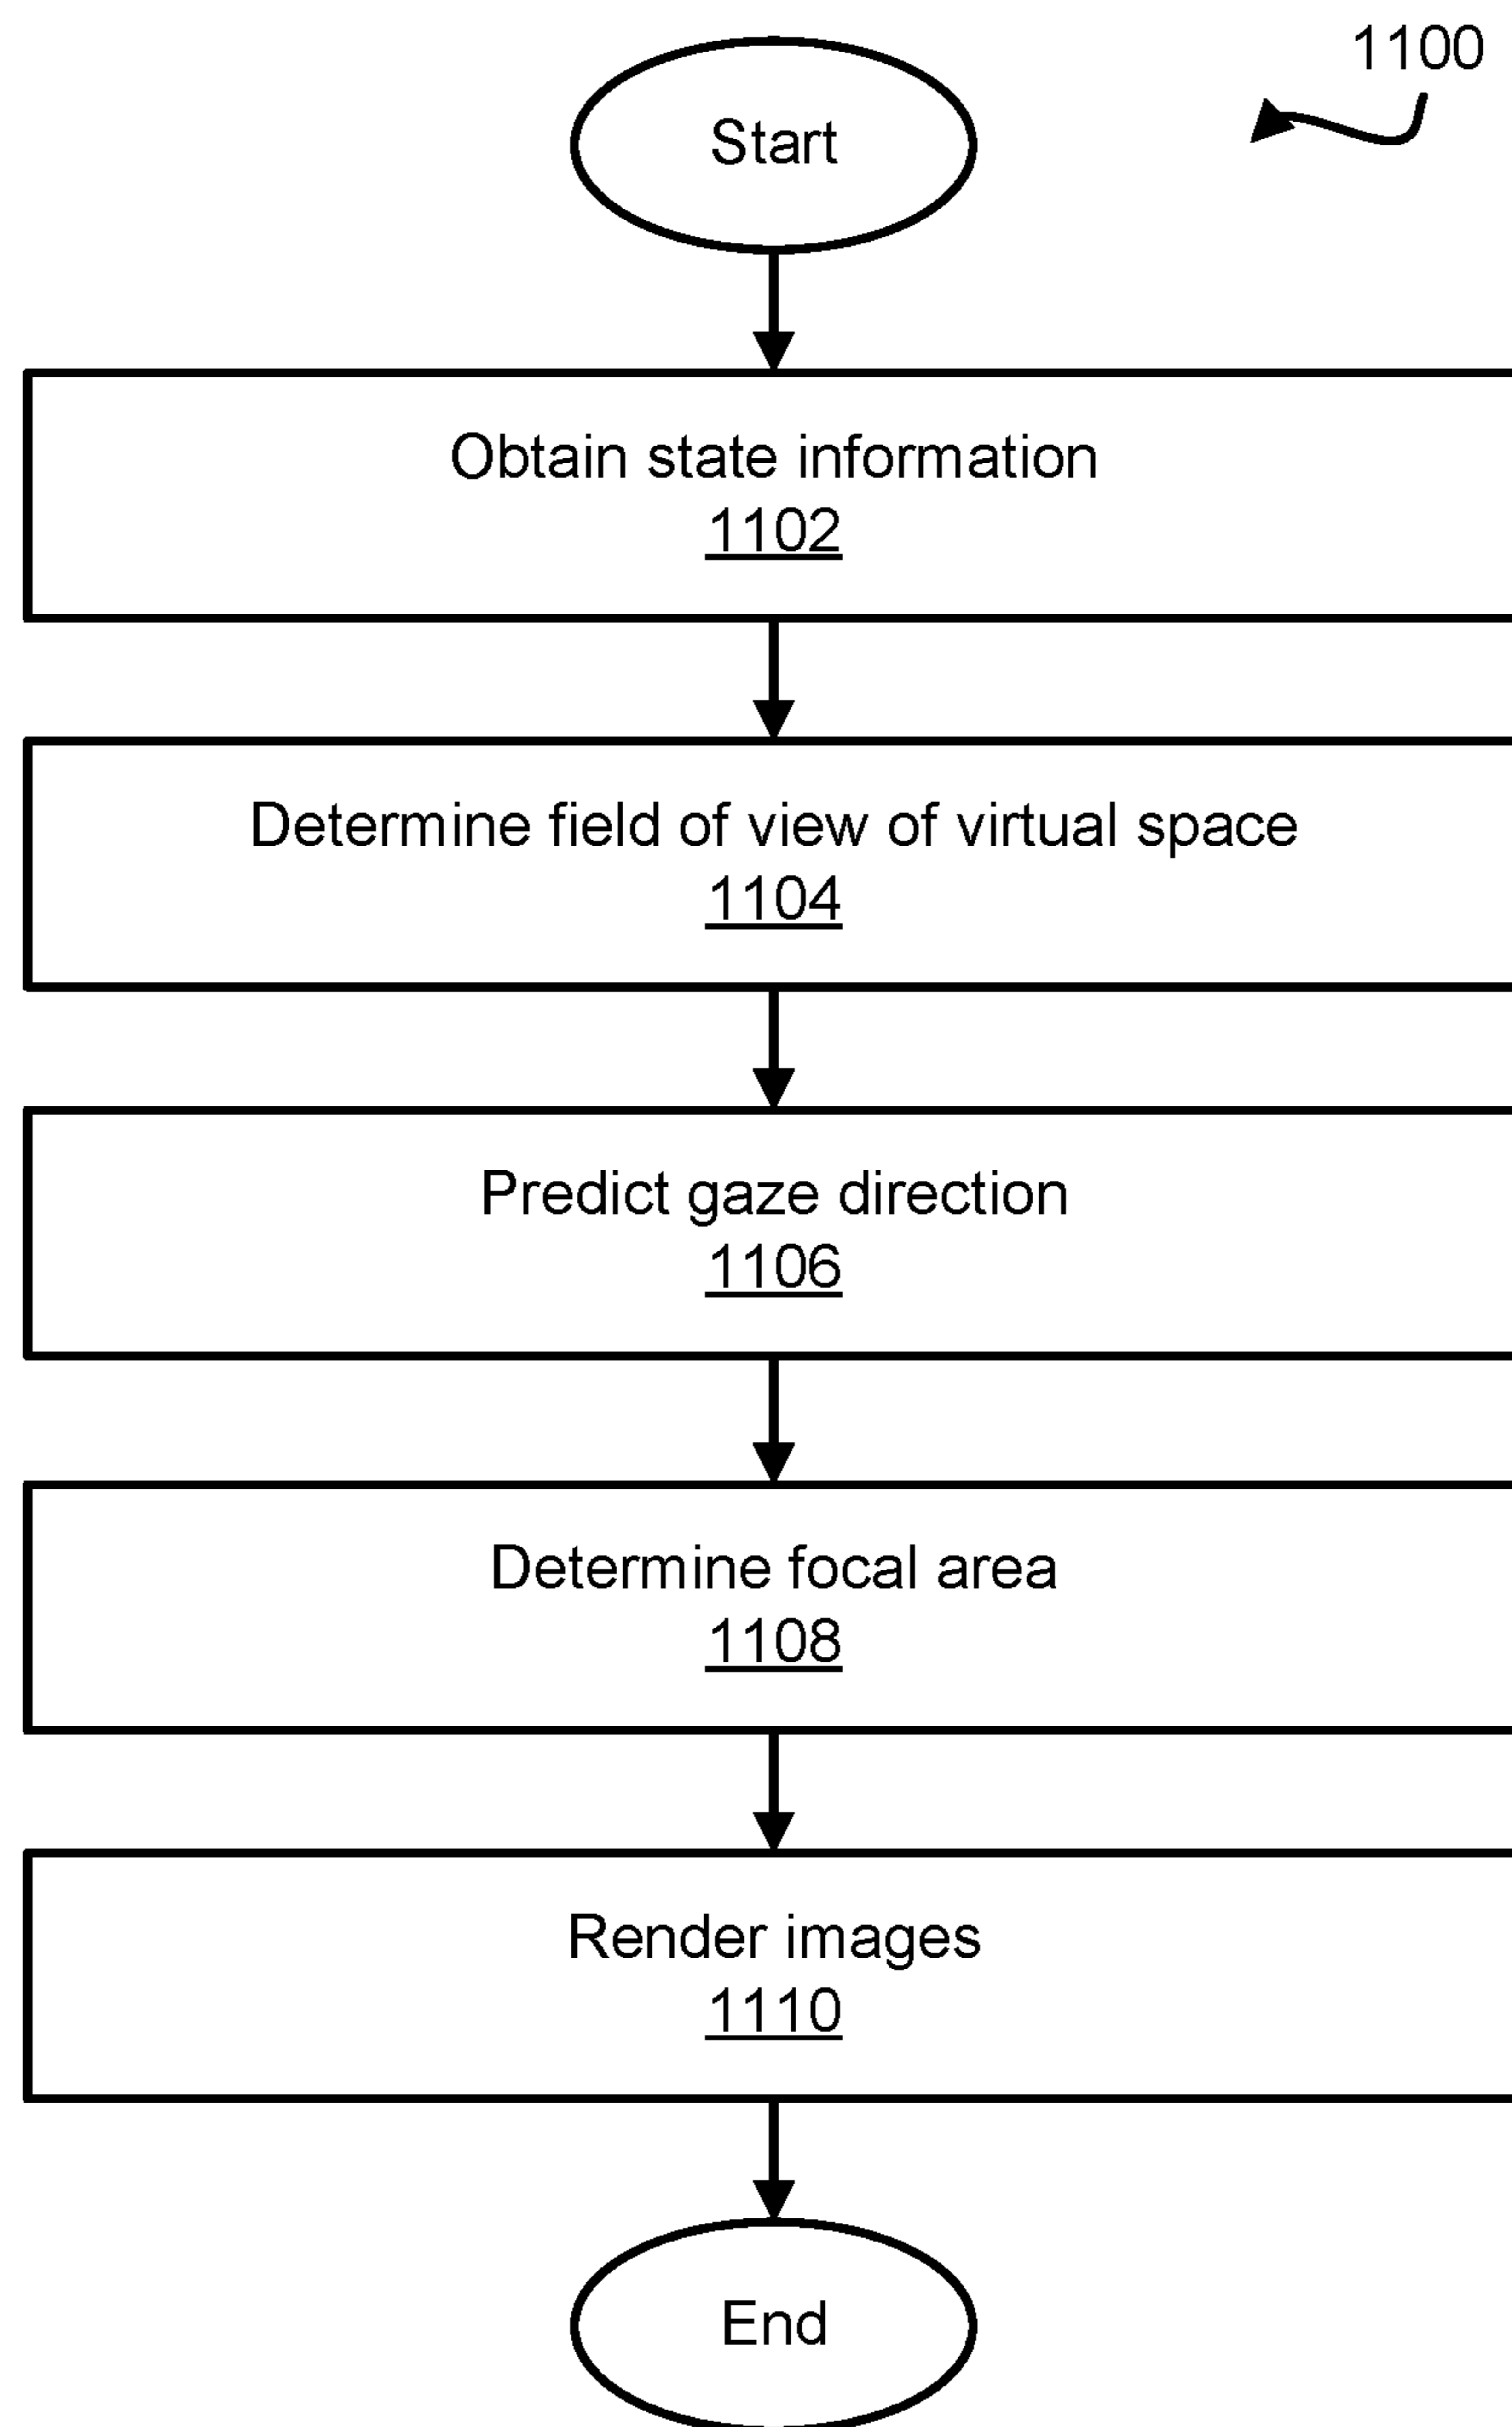 1100
Start
Obtain state information
1102
Determine field of view of virtual space
1104
Predict gaze direction
1106
Determine focal area
1108
Render images
1110
End